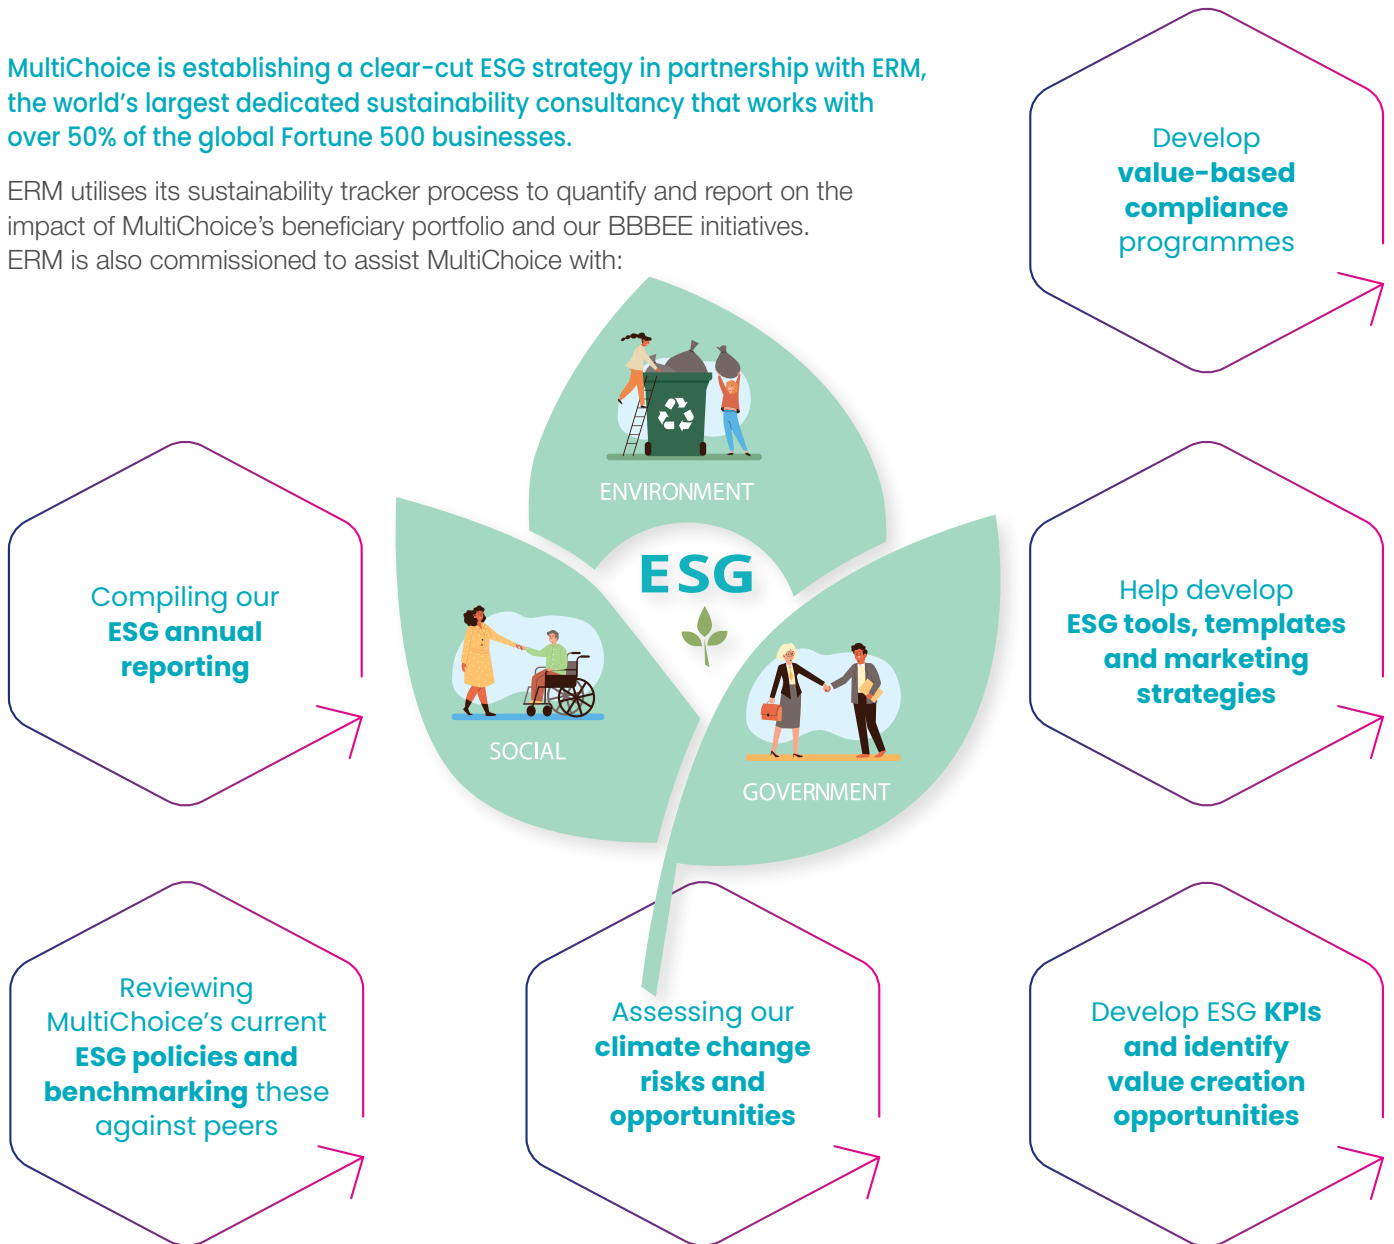 MultiChoice is establishing a clear-cut ESG strategy in partnership with ERM,
the world's largest dedicated sustainability consultancy that works with
over 50% of the global Fortune 500 businesses.
ERM utilises its sustainability tracker process to quantify and report on the
impact of MultiChoice's beneficiary portfolio and our BBBEE initiatives.
ERM is also commissioned to assist MultiChoice with:
Develop
value-based
compliance
programmes
ENVIRONMENT
ESG
SOCIAL
GOVERNMENT
Compiling our
ESG annual
reporting
Help develop
ESG tools, templates
and marketing
strategies
Reviewing
MultiChoice's current
ESG policies and
benchmarking these
against peers
Assessing our
climate change
risks and
opportunities
Develop ESG KPIs
and identify
value creation
opportunities